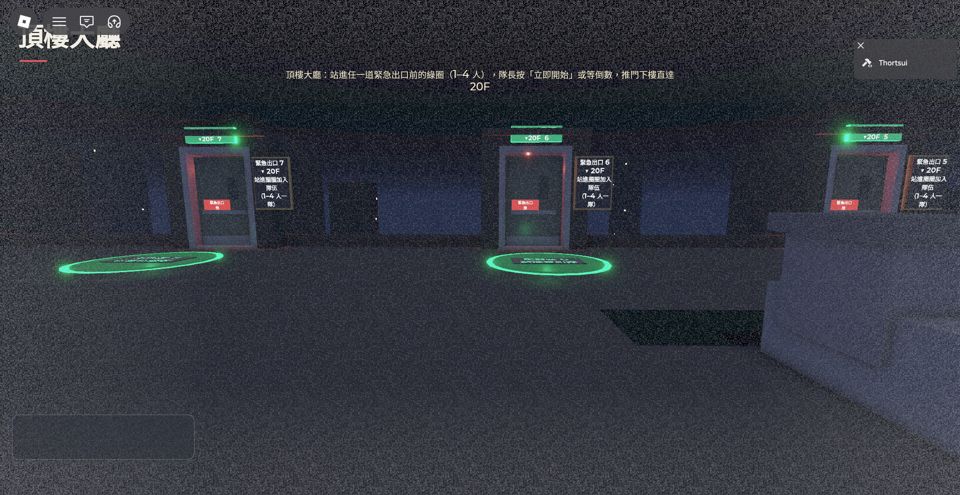 頂樓大廳
Thortsui
頂樓大廳：站進任一道緊急出口前的綠圈（1–4 人），隊長按「立即開始」或等倒數，推門下樓直達
20F
▼20F 7
▼20F 6
▼20F 5
緊急出口 7
▼ 20F
站進圈圈加入
隊伍
（1–4 人一
隊）
緊急出口 6
▼ 20F
站進圈圈加入
隊伍
（1–4 人一
隊）
緊急出口 5
▼ 20F
站進圈圈加入
隊伍
（1–4 人一
隊）